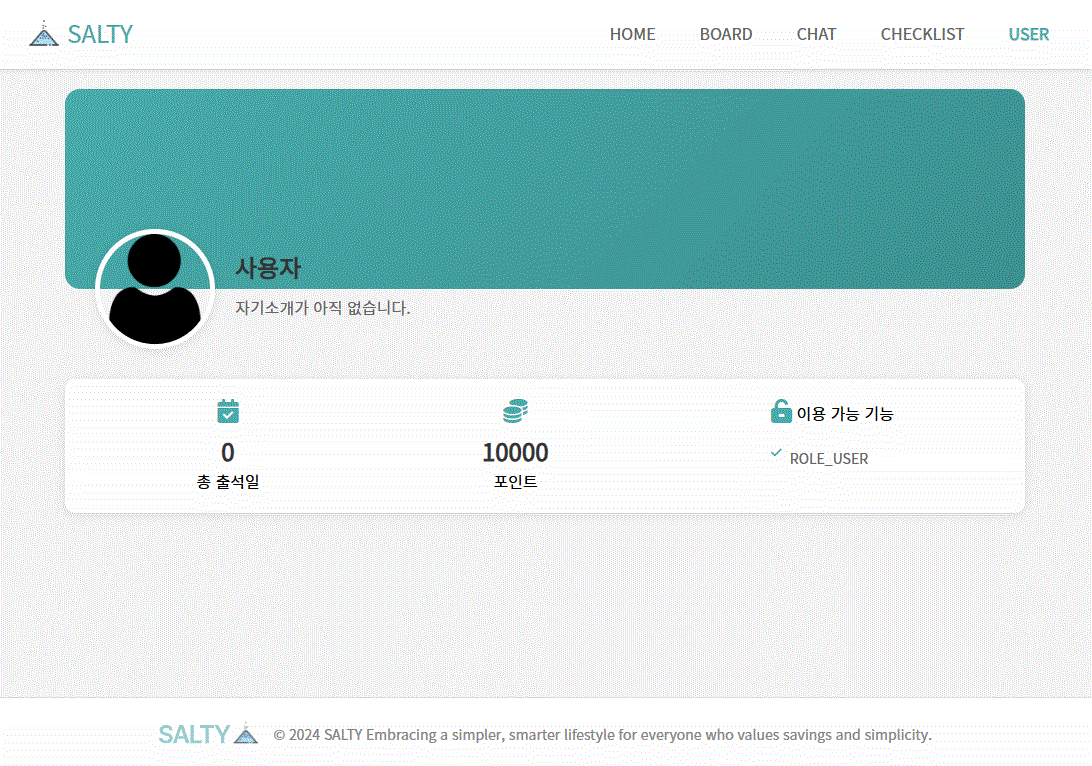 SALTY HOME BOARD CHAT CHECKLIST USER
사용자
자기소개가 아직 없습니다.
0
총 출석일
10000
포인트
이용 가능 기능
ROLE_USER
SALTY © 2024 SALTY Embracing a simpler, smarter lifestyle for everyone who values savings and simplicity.